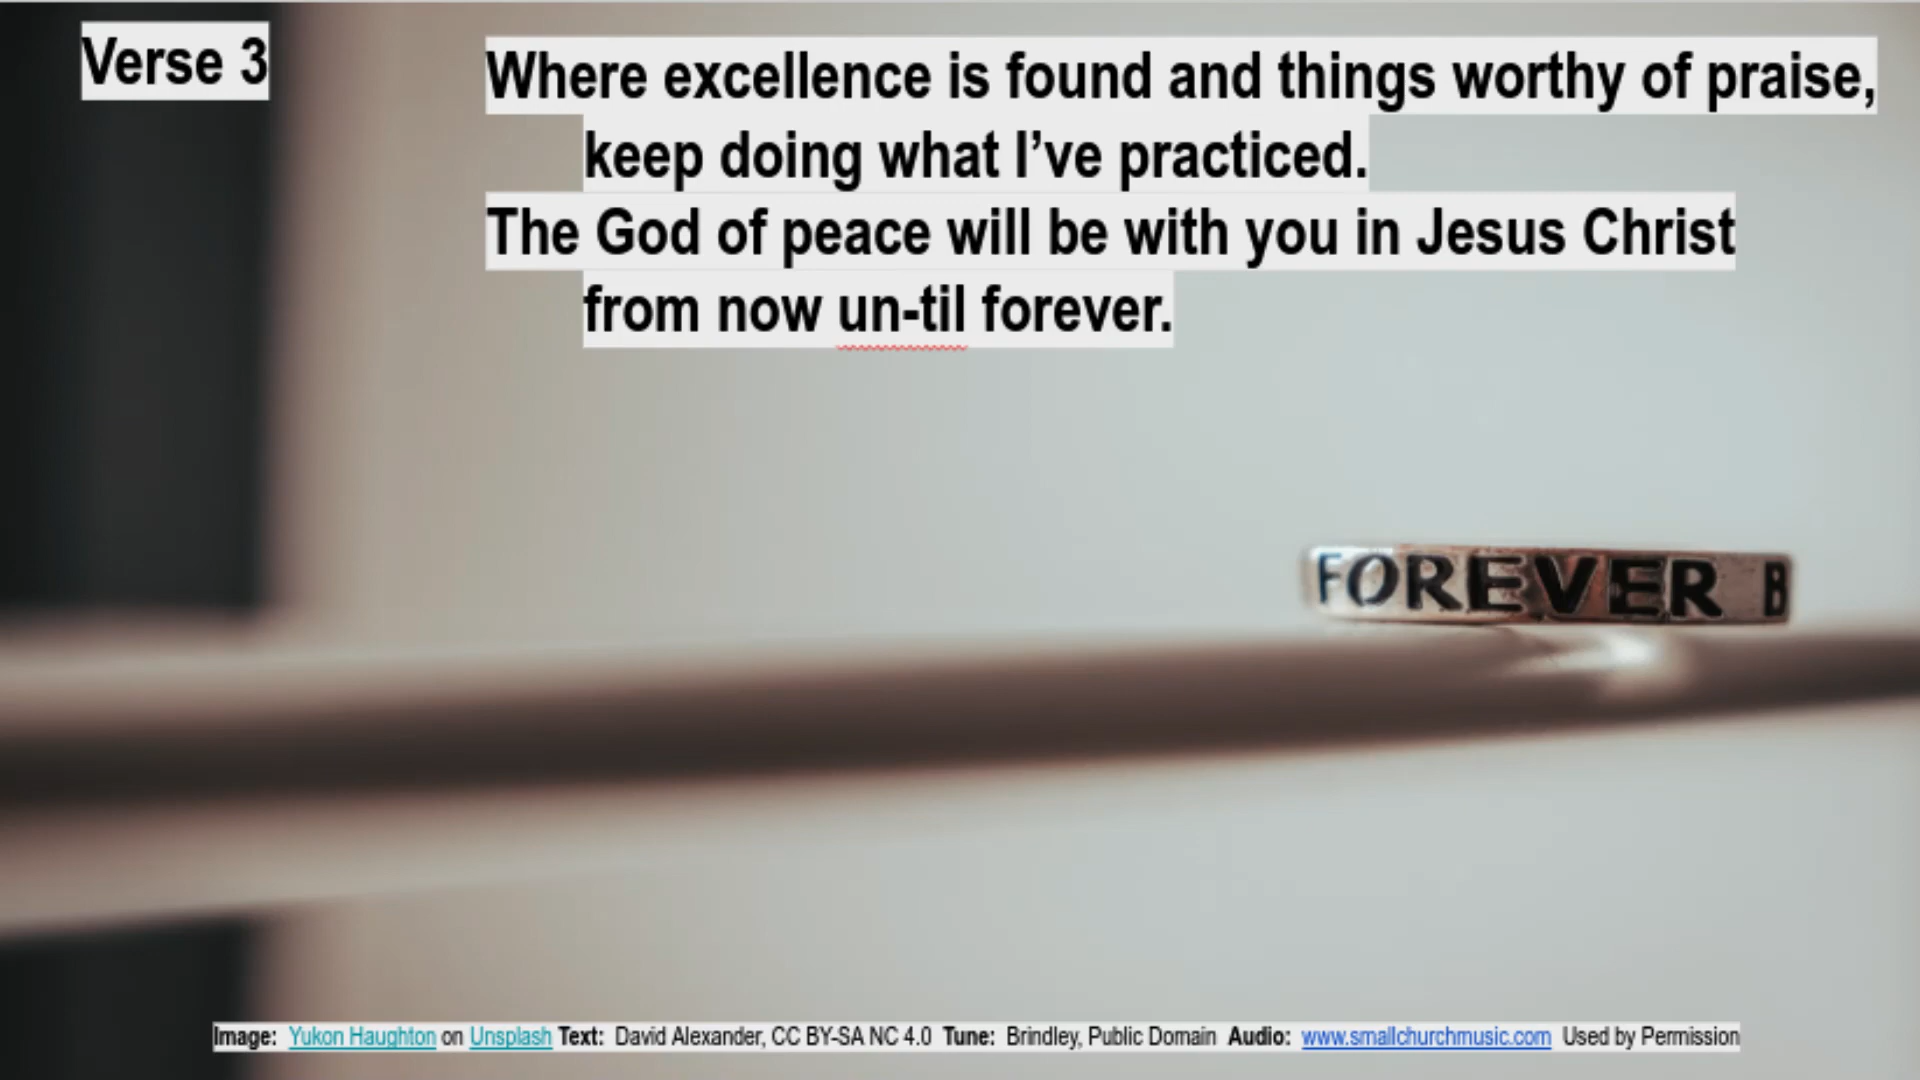 Verse 3
Where excellence is found and things worthy of praise,
keep doing what I’ve practiced.
The God of peace will be with you in Jesus Christ
from now un-til forever.
FOREVER B
Image: Yukon Haughton on Unsplash Text: David Alexander, CC BY-SA NC 4.0 Tune: Brindley, Public Domain Audio: www.smallchurchmusic.com Used by Permission